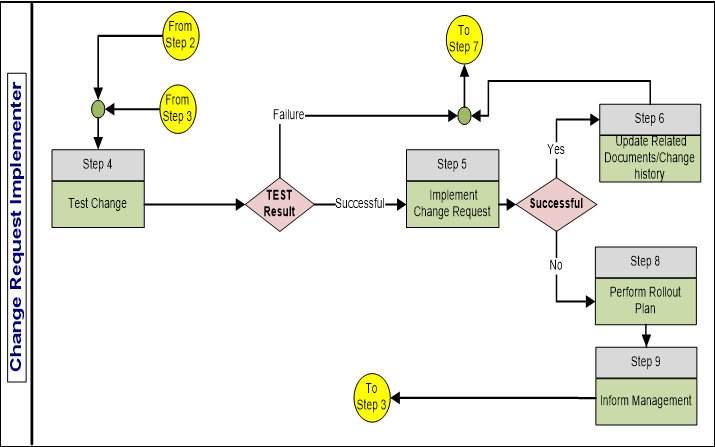 Change Request Implementer
From
Step 2
From
Step 3
To
Step 7
Failure
Step 4
Test Change
TEST
Result
Successful
Step 5
Implement
Change Request
Successful
Yes
Step 6
Update Related
Documents/Change
history
No
Step 8
Perform Rollout
Plan
Step 9
Inform Management
To
Step 3